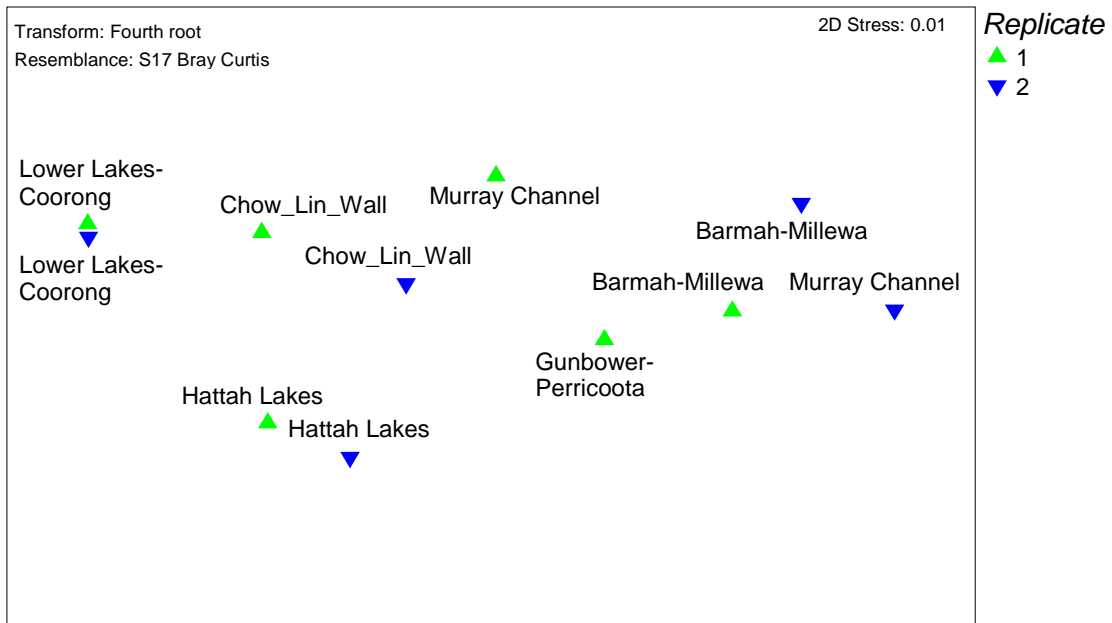 Transform: Fourth root
Resemblance: S17 Bray Curtis
2D Stress: 0.01
Replicate
1
2
Lower Lakes-
Coorong
Chow_Lin_Wall
Murray Channel
Barmah-Millewa
Lower Lakes-
Coorong
Chow_Lin_Wall
Barmah-Millewa
Murray Channel
Gunbower-
Perricoota
Hattah Lakes
Hattah Lakes